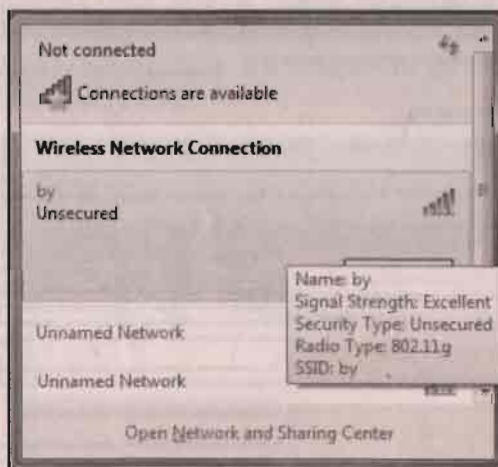 Not connected
Connections are available
Wireless Network Connection
by
Unsecured
Name: by
Signal Strength: Excellent
Security Type: Unsecured
Radio Type: 802.11g
SSID: by
Unnamed Network
Unnamed Network
Open Network and Sharing Center